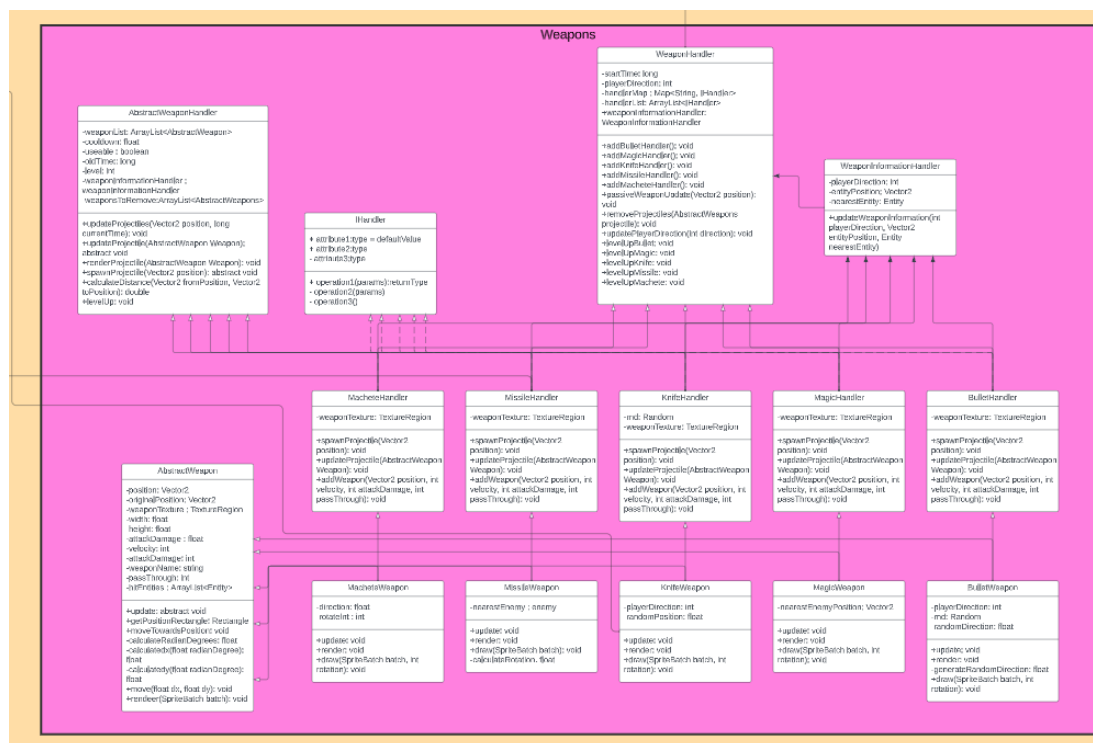 Weapons
WeaponHandler
-startTime: long
-playerDirection: int
-handlerMap : Map<String, IHandler>
-handlerList: ArrayList<IHandler>
+weaponInformationHandler:
WeaponInformationHandler
+addBulletHandler(): void
+addMagicHandler(): void
+addKnifeHandler(): void
+addMissileHandler(): void
+addMacheteHandler(): void
+passiveWeaponUpdate(Vector2 position):
void
+removeProjectiles(AbstractWeapons
projectile): void
+updatePlayerDirection(int direction): void
+levelUpBullet: void
+levelUpMagic: void
+levelUpKnife: void
+levelUpMissile: void
+levelUpMachete: void
AbstractWeaponHandler
-weaponList: ArrayList<AbstractWeapon>
-cooldown: float
-useable : boolean
-oldTimer: long
-level: int
-weaponInformationHandler :
weaponInformationHandler
weaponsToRemove:ArrayList<AbstractWeapons>
+updateProjectiles(Vector2 position, long
currentTime): void
+updateProjectile(AbstractWeapon Weapon);
abstract void
+renderProjectile(AbstractWeapon Weapon): void
+spawnProjectile(Vector2 position): abstract void
+calculateDistance(Vector2 fromPosition, Vector2
toPosition): double
+levelUp: void
IHandler
+ attribute1:type = defaultValue
+ attribute2:type
- attribute3:type
+ operation1(params):returnType
- operation2(params)
- operation3()
WeaponInformationHandler
-playerDirection: int
-entityPosition; Vector2
-nearestEntity: Entity
+updateWeaponInformation(int
playerDirection, Vector2
entityPosition, Entity
nearestEntity)
MacheteHandler
-weaponTexture: TextureRegion
+spawnProjectile(Vector2
position): void
+updateProjectile(AbstractWeapon
Weapon): void
+addWeapon(Vector2 position, int
velocity, int attackDamage, int
passThrough): void
MissileHandler
-weaponTexture: TextureRegion
+spawnProjectile(Vector2
position): void
+updateProjectile(AbstractWeapon
Weapon): void
+addWeapon(Vector2 position, int
velocity, int attackDamage, int
passThrough): void
KnifeHandler
-rnd: Random
-weaponTexture: TextureRegion
+spawnProjectile(Vector2
position): void
+updateProjectile(AbstractWeapon
Weapon): void
+addWeapon(Vector2 position, int
velocity, int attackDamage, int
passThrough): void
MagicHandler
-weaponTexture: TextureRegion
+spawnProjectile(Vector2
position): void
+updateProjectile(AbstractWeapon
Weapon): void
+addWeapon(Vector2 position, int
velocity, int attackDamage, int
passThrough): void
BulletHandler
-weaponTexture: TextureRegion
+spawnProjectile(Vector2
position): void
+updateProjectile(AbstractWeapon
Weapon): void
+addWeapon(Vector2 position, int
velocity, int attackDamage, int
passThrough): void
AbstractWeapon
-position: Vector2
-originalPosition: Vector2
-weaponTexture ; TextureRegion
-width: float
height: float
-attackDamage : float
-velocity: int
-attackDamage: int
-weaponName: string
-passThrough: int
-hitEntities ; ArrayList<Entity>
+update: abstract void
+getPositionRectangle: Rectangle
+moveTowardsPosition: void
-calculateRadianDegrees: float
-calculatedx(float radianDegree):
float
-calculatedy(float radianDegree):
float
+move(float dx, float dy): void
+rendeer(SpriteBatch batch): void
MacheteWeapon
-direction: float
rotateInt : int
+update: void
+render: void
+draw(SpriteBatch batch, int
rotation): void
MissileWeapon
-nearestEnemy ; enemy
+update: void
+render: void
+draw(SpriteBatch batch): void
-calculateRotation, float
KnifeWeapon
-playerDirection: int
randomPosition: float
+update: void
+render: void
+draw(SpriteBatch batch, int
rotation): void
MagicWeapon
-nearestEnemyPosition; Vector2
+update: void
+render: void
+draw(SpriteBatch batch, int
rotation); void
BulletWeapon
-playerDirection: int
-rnd: Random
randomDirection: float
+update; void
+render: void
-generateRandomDirection: float
+draw(SpriteBatch batch, int
rotation): void